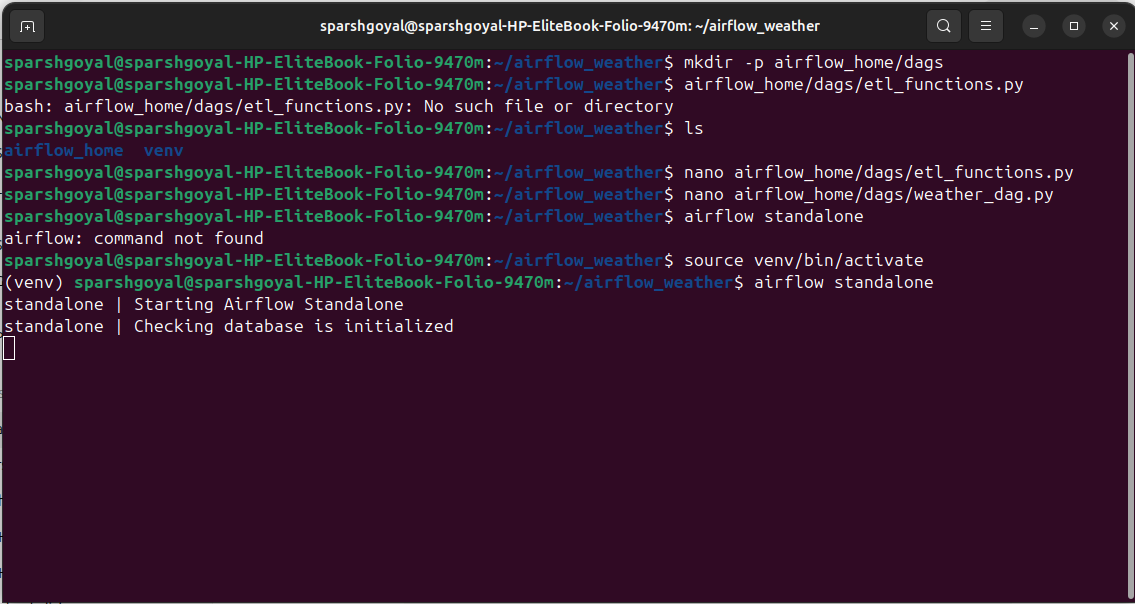 sparshgoyal@sparshgoyal-HP-EliteBook-Folio-9470m: ~/airflow_weather
sparshgoyal@sparshgoyal-HP-EliteBook-Folio-9470m:~/airflow_weather$ mkdir -p airflow_home/dags
sparshgoyal@sparshgoyal-HP-EliteBook-Folio-9470m:~/airflow_weather$ airflow_home/dags/etl_functions.py
bash: airflow_home/dags/etl_functions.py: No such file or directory
sparshgoyal@sparshgoyal-HP-EliteBook-Folio-9470m:~/airflow_weather$ ls
airflow_home  venv
sparshgoyal@sparshgoyal-HP-EliteBook-Folio-9470m:~/airflow_weather$ nano airflow_home/dags/etl_functions.py
sparshgoyal@sparshgoyal-HP-EliteBook-Folio-9470m:~/airflow_weather$ nano airflow_home/dags/weather_dag.py
sparshgoyal@sparshgoyal-HP-EliteBook-Folio-9470m:~/airflow_weather$ airflow standalone
airflow: command not found
sparshgoyal@sparshgoyal-HP-EliteBook-Folio-9470m:~/airflow_weather$ source venv/bin/activate
(venv) sparshgoyal@sparshgoyal-HP-EliteBook-Folio-9470m:~/airflow_weather$ airflow standalone
standalone | Starting Airflow Standalone
standalone | Checking database is initialized